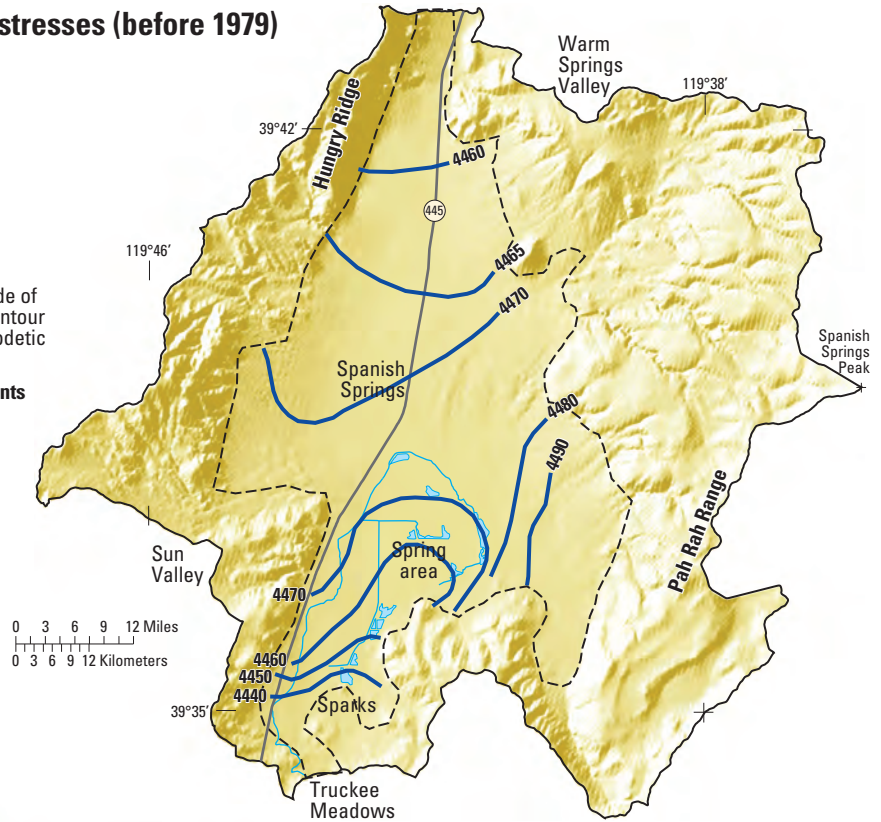 stresses (before 1979)
Warm
Springs
Valley
119°38′
39°42′
Hungry Ridge
4460
445
119°46′
4465
de of
ntour
odetic
4470
nts
Spanish
Springs
Spanish
Springs
Peak
4480
4490
Pah Rah Range
Spring
area
Sun
Valley
4470
0 3 6 9 12 Miles
0 3 6 9 12 Kilometers
4460
4450
4440
39°35′
Sparks
Truckee
Meadows